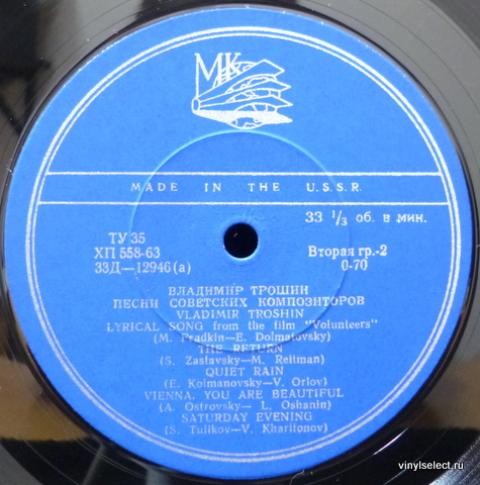 МК
MADE IN THE U.S.S.R.
33 1/3 об. в мин.
ТУ 35
ХП 558-63
33Д—12946(а)
Вторая гр.-2
0-70
ВЛАДИМИР ТРОШИН
ПЕСНИ СОВЕТСКИХ КОМПОЗИТОРОВ
VLADIMIR TROSHIN
LYRICAL SONG from the film "Volunteers"
(M. Fradkin—E. Dolmatovsky)
THE RETURN
(S. Zaslavsky—M. Reitman)
QUIET RAIN
(E. Kolmanovsky—V. Orlov)
VIENNA, YOU ARE BEAUTIFUL
(A. Ostrovsky— L. Oshanin)
SATURDAY EVENING
(S. Tulikov—V. Kharitonov)
vinylselect.ru